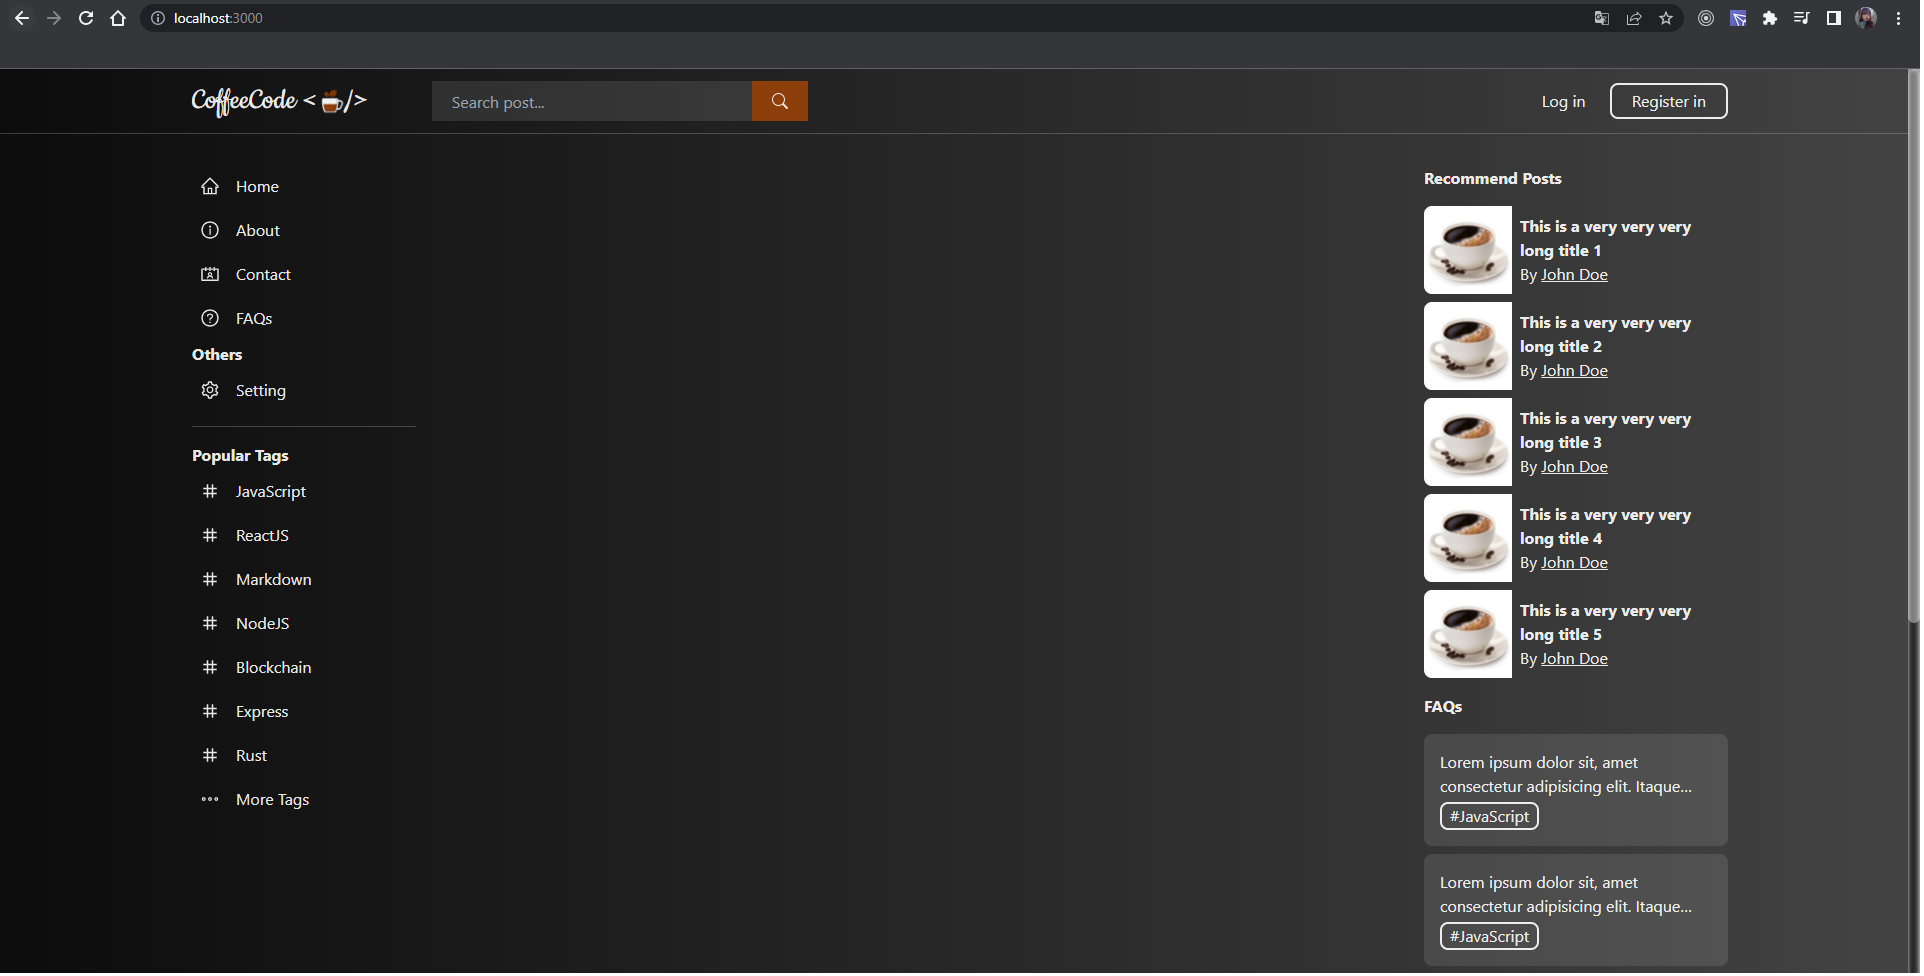 localhost:3000
CoffeeCode < />
Search post...
Log in
Register in
Home
About
Contact
FAQs
Others
Setting
Popular Tags
# JavaScript
# ReactJS
# Markdown
# NodeJS
# Blockchain
# Express
# Rust
More Tags
Recommend Posts
This is a very very very
long title 1
By John Doe
This is a very very very
long title 2
By John Doe
This is a very very very
long title 3
By John Doe
This is a very very very
long title 4
By John Doe
This is a very very very
long title 5
By John Doe
FAQs
Lorem ipsum dolor sit, amet
consectetur adipisicing elit. Itaque...
#JavaScript
Lorem ipsum dolor sit, amet
consectetur adipisicing elit. Itaque...
#JavaScript